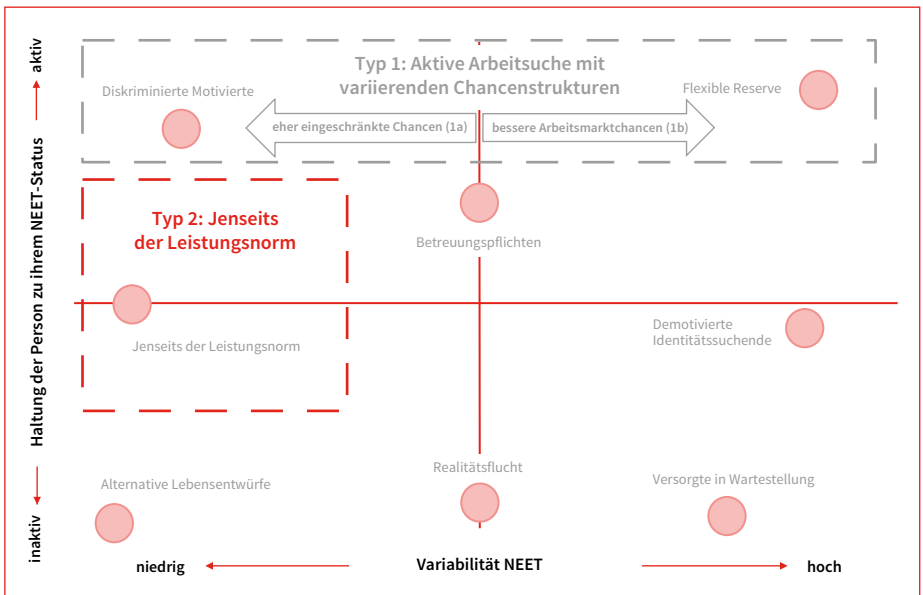 aktiv
Haltung der Person zu ihrem NEET-Status
inaktiv
Typ 1: Aktive Arbeitsuche mit
variierenden Chancenstrukturen
Diskriminierte Motivierte
Flexible Reserve
eher eingeschränkte Chancen (1a)
bessere Arbeitsmarktchancen (1b)
Typ 2: Jenseits
der Leistungsnorm
Betreuungspflichten
Jenseits der Leistungsnorm
Demotivierte
Identitätssuchende
Realitätsflucht
Alternative Lebensentwürfe
Versorgte in Wartestellung
niedrig
Variabilität NEET
hoch